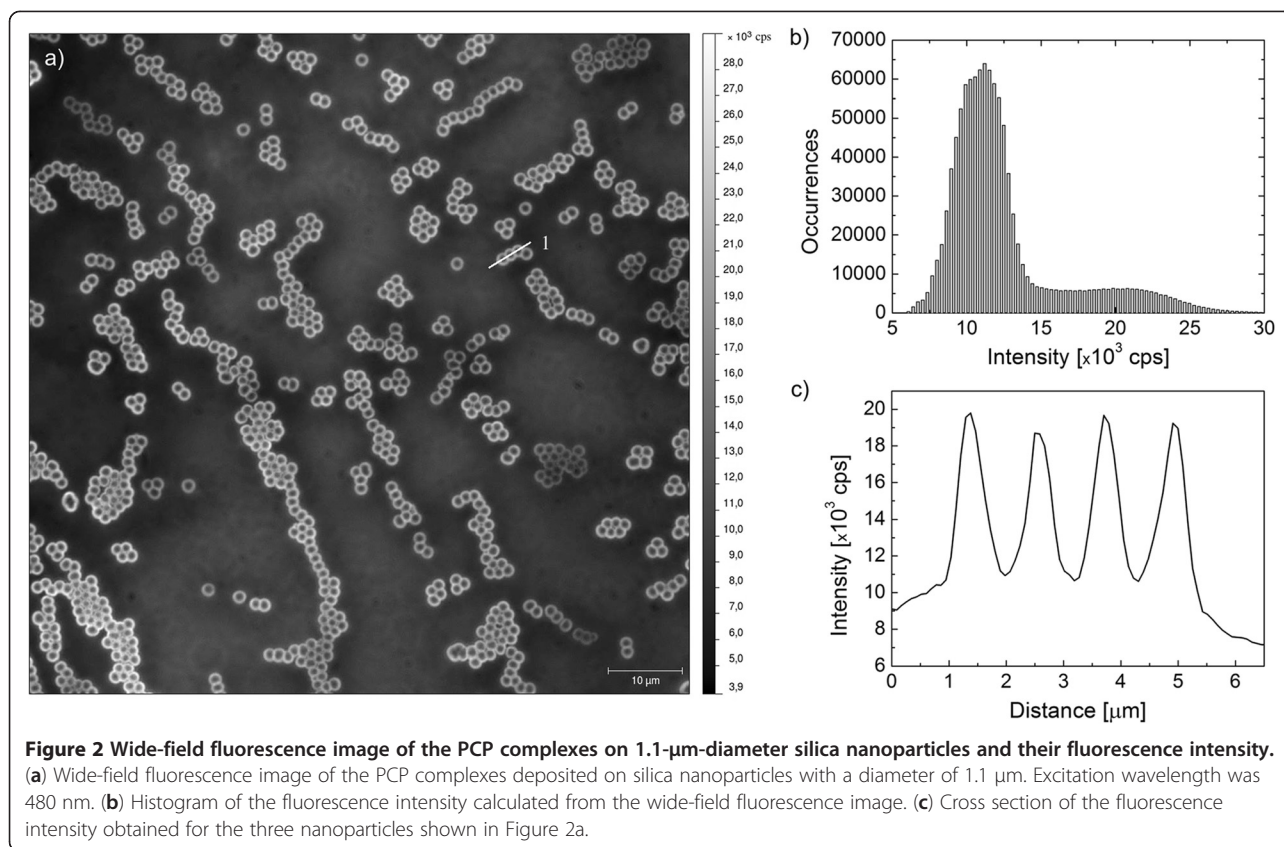 a)
1
10 µm
× 10³ cps
28,0
27,0
26,0
25,0
24,0
23,0
22,0
21,0
20,0
19,0
18,0
17,0
16,0
15,0
14,0
13,0
12,0
11,0
10,0
9,0
8,0
7,0
6,0
5,0
3,9
b)
70000
60000
50000
40000
30000
20000
10000
0
Occurrences
5 10 15 20 25 30
Intensity [×10³ cps]
c)
20
18
16
14
12
10
8
6
Intensity [×10³ cps]
0 1 2 3 4 5 6
Distance [µm]
Figure 2 Wide-field fluorescence image of the PCP complexes on 1.1-µm-diameter silica nanoparticles and their fluorescence intensity.
(a) Wide-field fluorescence image of the PCP complexes deposited on silica nanoparticles with a diameter of 1.1 µm. Excitation wavelength was
480 nm. (b) Histogram of the fluorescence intensity calculated from the wide-field fluorescence image. (c) Cross section of the fluorescence
intensity obtained for the three nanoparticles shown in Figure 2a.